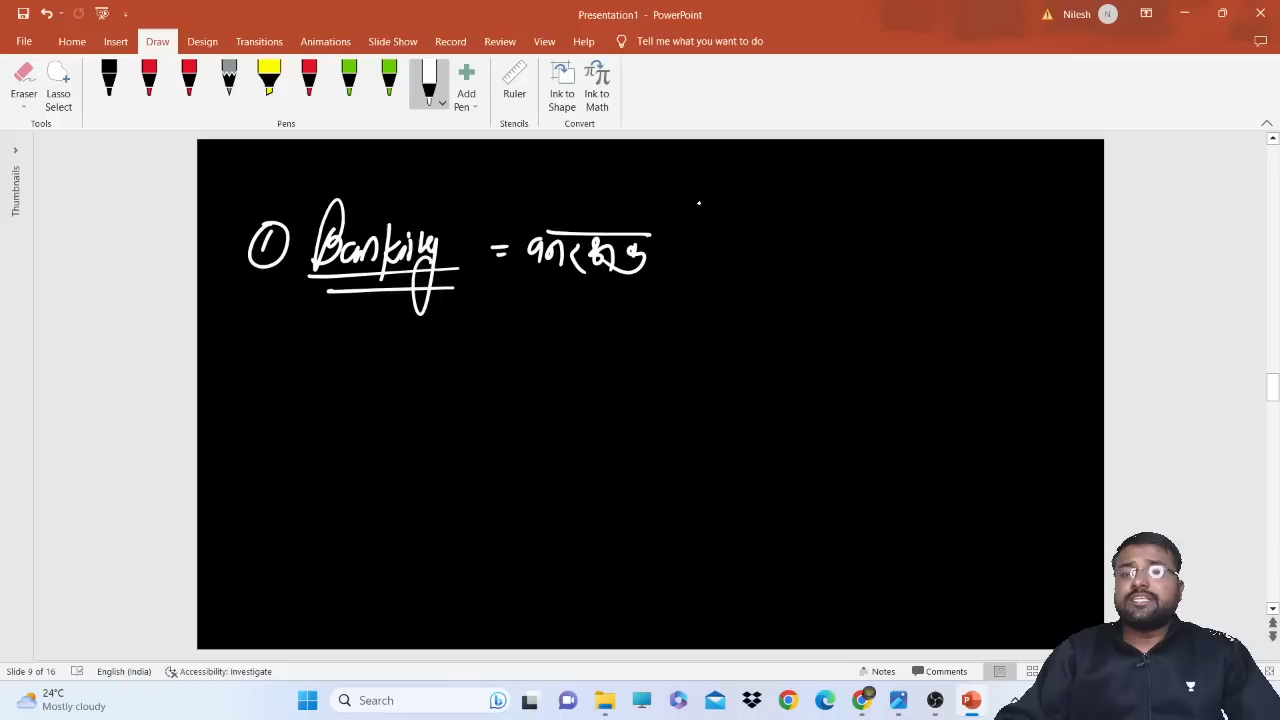 Presentation1 - PowerPoint
Nilesh
N
File Home Insert Draw Design Transitions Animations Slide Show Record Review View Help Tell me what you want to do
Eraser
Lasso Select
Add Pen
Ruler
Ink to Shape
Ink to Math
Tools
Pens
Stencils
Convert
Thumbnails
① Banking =
Slide 9 of 16
English (India)
Accessibility: Investigate
Notes
Comments
24°C
Mostly cloudy
Search